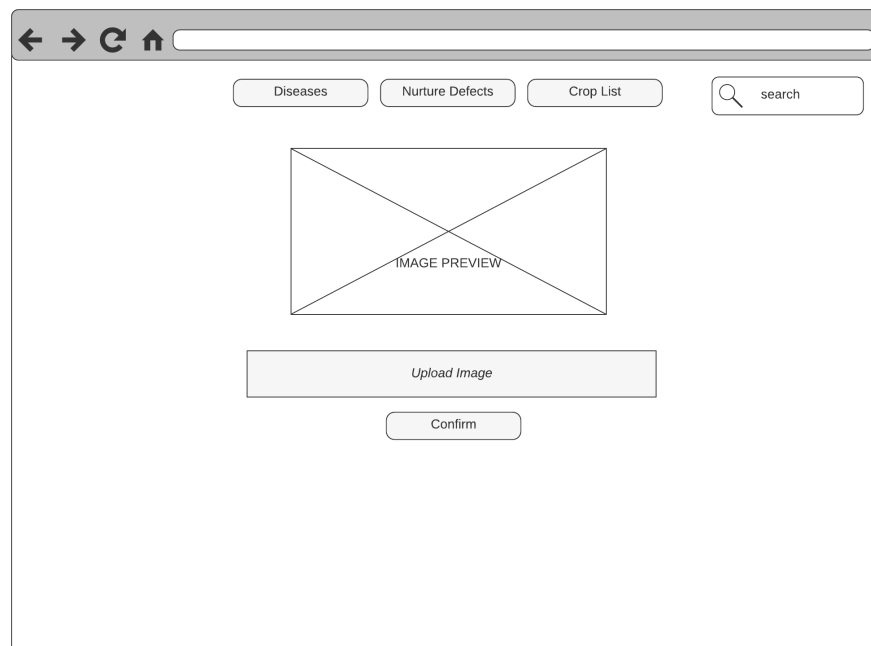 Diseases
Nurture Defects
Crop List
search
IMAGE PREVIEW
Upload Image
Confirm